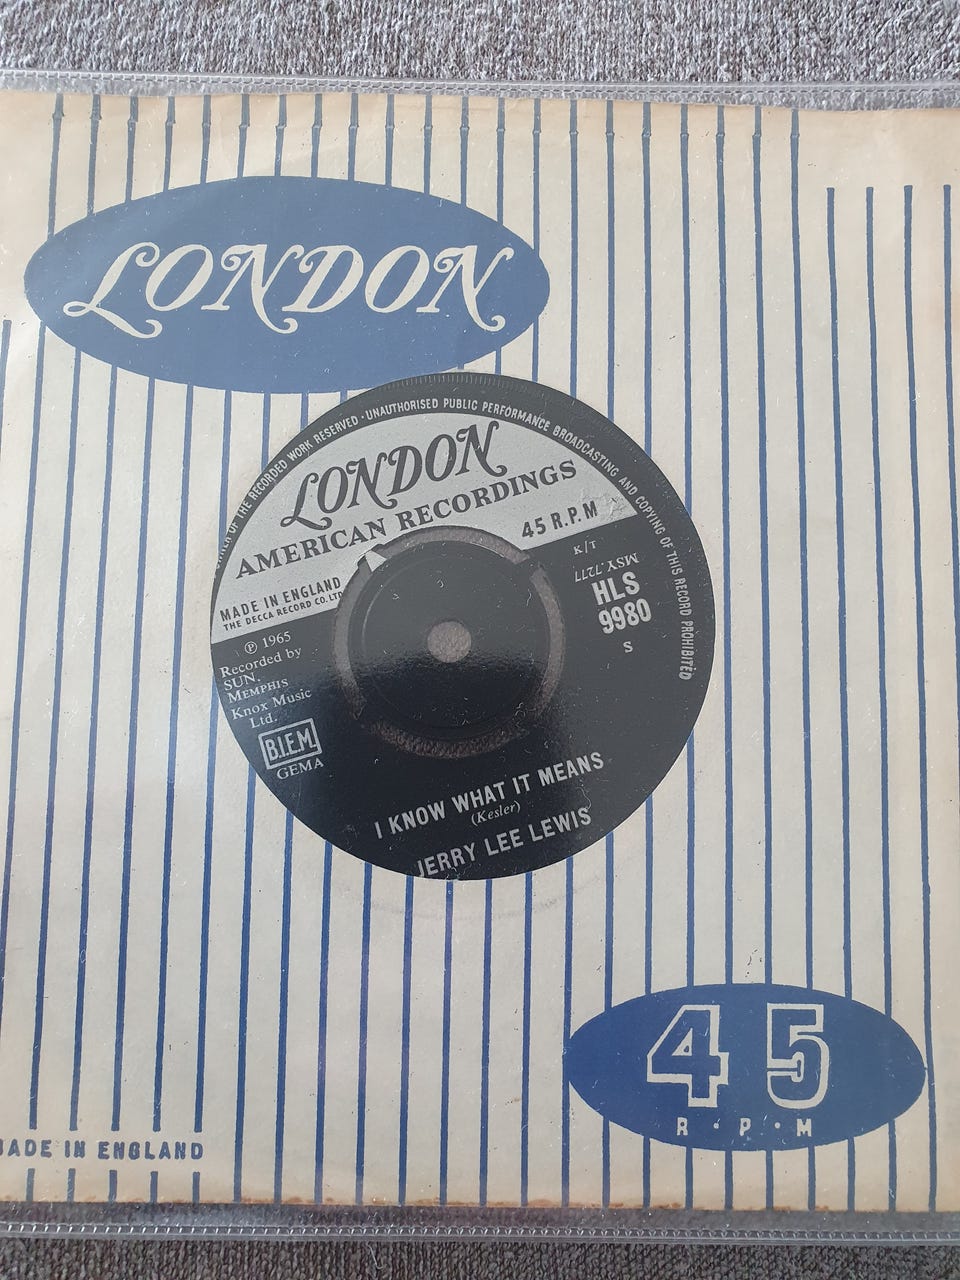 LONDON
OF THE RECORDED WORK RESERVED · UNAUTHORISED PUBLIC PERFORMANCE BROADCASTING AND COPYING OF THIS RECORD PROHIBITED
LONDON
AMERICAN RECORDINGS
45 R.P.M
MADE IN ENGLAND
THE DECCA RECORD CO. LTD
K/T
MSY.7277
HLS
9980
S
℗ 1965
Recorded by
SUN.
MEMPHIS
Knox Music
Ltd.
B.I.E.M.
GEMA
I KNOW WHAT IT MEANS
(Kesler)
JERRY LEE LEWIS
45
R·P·M
MADE IN ENGLAND